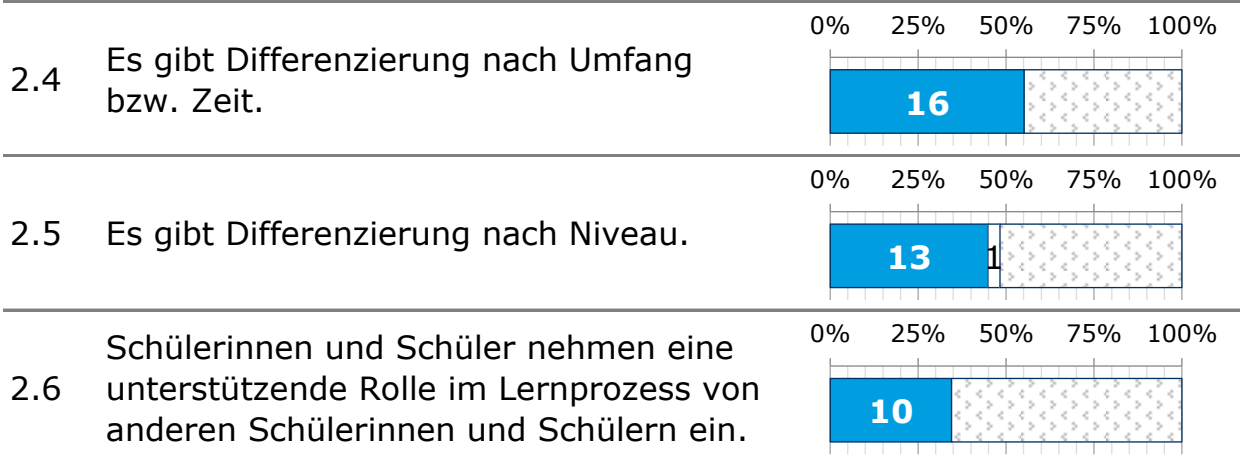 0% 25% 50% 75% 100%
2.4 Es gibt Differenzierung nach Umfang
bzw. Zeit.
16
0% 25% 50% 75% 100%
2.5 Es gibt Differenzierung nach Niveau.
13 1
0% 25% 50% 75% 100%
Schülerinnen und Schüler nehmen eine
2.6 unterstützende Rolle im Lernprozess von
anderen Schülerinnen und Schülern ein.
10